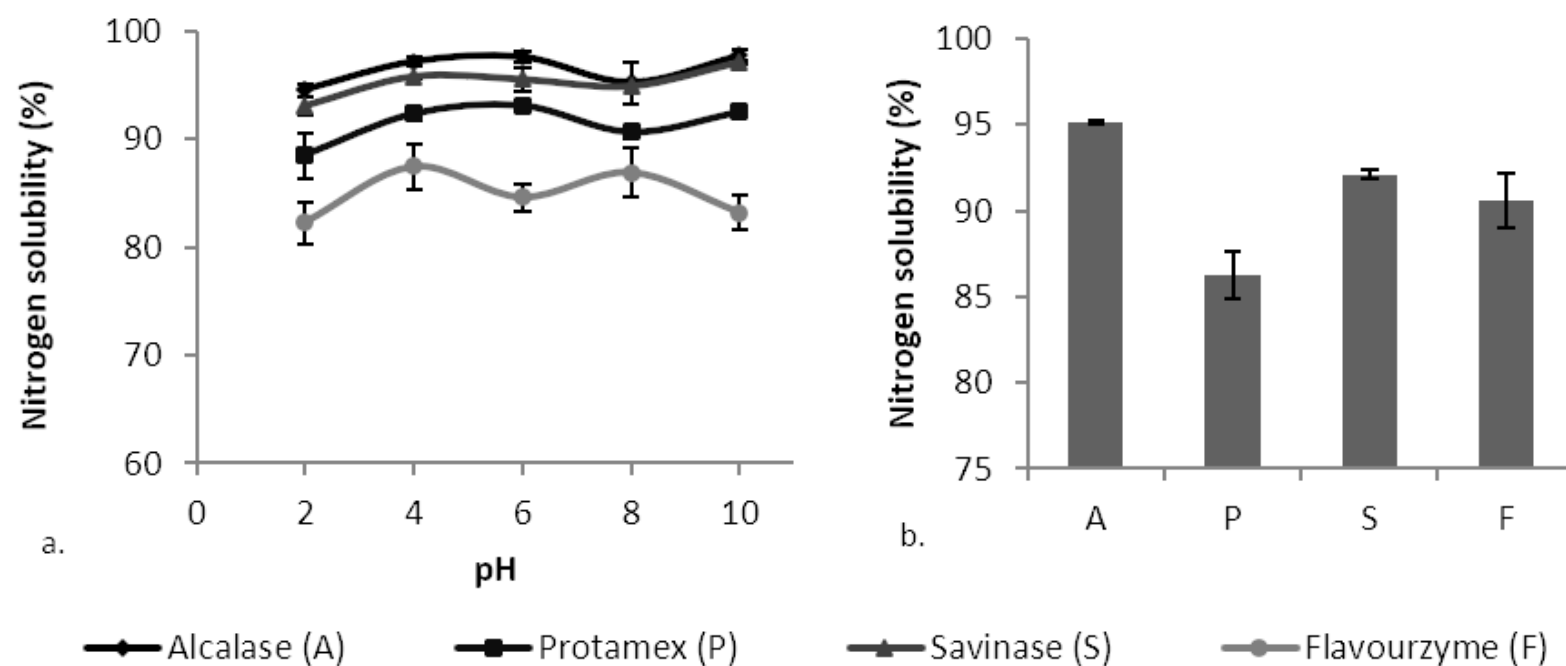 Nitrogen solubility (%)
100
90
80
70
60
0 2 4 6 8 10
pH
a.
Nitrogen solubility (%)
100
95
90
85
80
75
A P S F
b.
Alcalase (A) Protamex (P) Savinase (S) Flavourzyme (F)